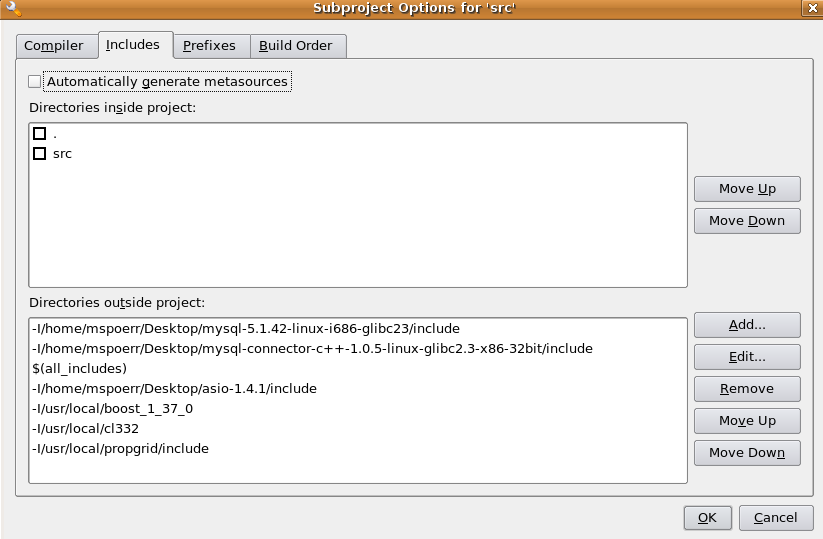 Subproject Options for 'src'
Compiler
Includes
Prefixes
Build Order
Automatically generate metasources
Directories inside project:
.
src
Move Up
Move Down
Directories outside project:
-I/home/mspoerr/Desktop/mysql-5.1.42-linux-i686-glibc23/include
-I/home/mspoerr/Desktop/mysql-connector-c++-1.0.5-linux-glibc2.3-x86-32bit/include
$(all_includes)
-I/home/mspoerr/Desktop/asio-1.4.1/include
-I/usr/local/boost_1_37_0
-I/usr/local/cl332
-I/usr/local/propgrid/include
Add...
Edit...
Remove
Move Up
Move Down
OK
Cancel